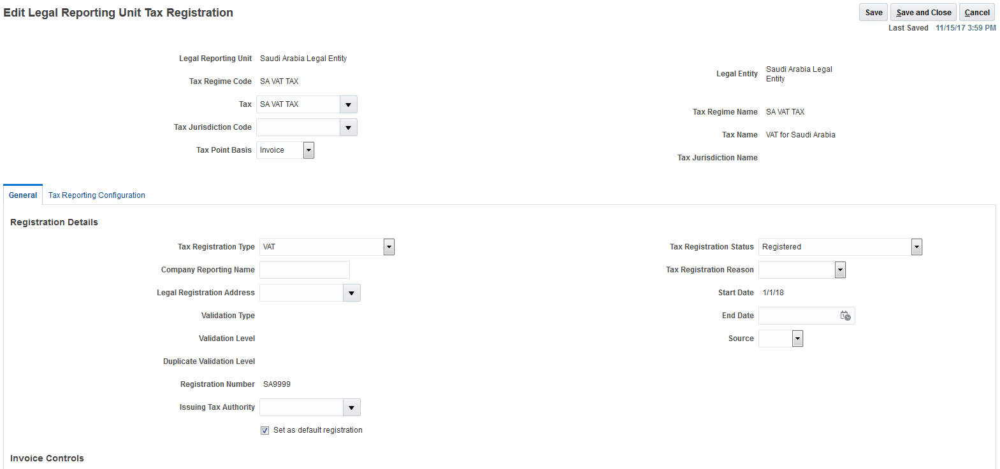 Edit Legal Reporting Unit Tax Registration
Save Save and Close Cancel
Last Saved 11/15/17 3:59 PM
Legal Reporting Unit Saudi Arabia Legal Entity
Tax Regime Code SA VAT TAX
Tax SA VAT TAX
Tax Jurisdiction Code
Tax Point Basis Invoice
Legal Entity Saudi Arabia Legal
Entity
Tax Regime Name SA VAT TAX
Tax Name VAT for Saudi Arabia
Tax Jurisdiction Name
General Tax Reporting Configuration
Registration Details
Tax Registration Type VAT
Company Reporting Name
Legal Registration Address
Validation Type
Validation Level
Duplicate Validation Level
Registration Number SA9999
Issuing Tax Authority
Set as default registration
Tax Registration Status Registered
Tax Registration Reason
Start Date 1/1/18
End Date
Source
Invoice Controls